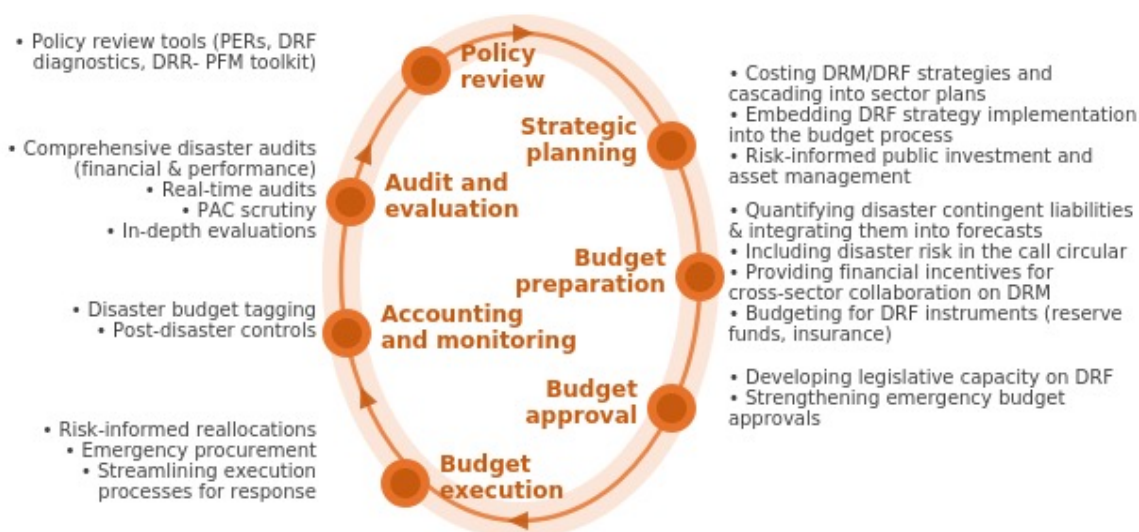 • Policy review tools (PERs, DRF
diagnostics, DRR- PFM toolkit)
Policy
review
• Costing DRM/DRF strategies and
cascading into sector plans
• Embedding DRF strategy implementation
into the budget process
• Risk-informed public investment and
asset management
Strategic
planning
• Comprehensive disaster audits
(financial & performance)
• Real-time audits
• PAC scrutiny
• In-depth evaluations
Audit and
evaluation
• Quantifying disaster contingent liabilities
& integrating them into forecasts
• Including disaster risk in the call circular
• Providing financial incentives for
cross-sector collaboration on DRM
• Budgeting for DRF instruments (reserve
funds, insurance)
Budget
preparation
• Disaster budget tagging
• Post-disaster controls
Accounting
and monitoring
• Developing legislative capacity on DRF
• Strengthening emergency budget
approvals
Budget
approval
• Risk-informed reallocations
• Emergency procurement
• Streamlining execution
processes for response
Budget
execution